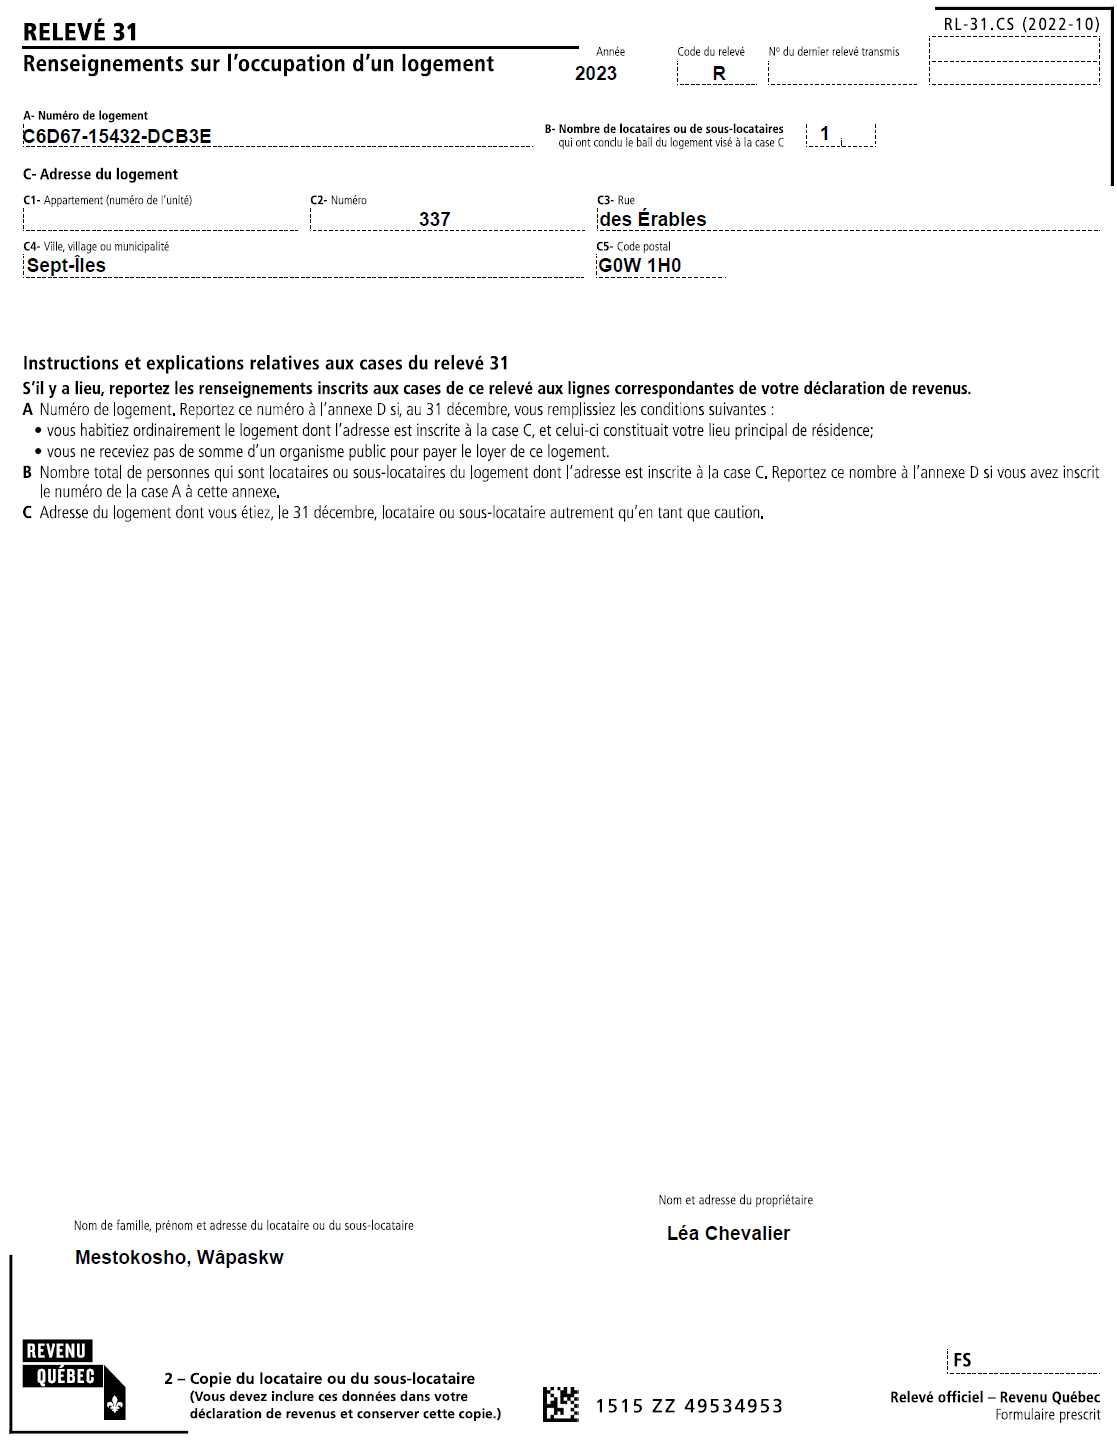 RELEVÉ 31
RL-31.CS (2022-10)
Renseignements sur l'occupation d'un logement
Année
2023
Code du relevé
R
Nº du dernier relevé transmis
A- Numéro de logement
C6D67-15432-DCB3E
B- Nombre de locataires ou de sous-locataires
qui ont conclu le bail du logement visé à la case C
1
C- Adresse du logement
C1- Appartement (numéro de l'unité)
C2- Numéro
337
C3- Rue
des Érables
C4- Ville, village ou municipalité
Sept-Îles
C5- Code postal
G0W 1H0
Instructions et explications relatives aux cases du relevé 31
S'il y a lieu, reportez les renseignements inscrits aux cases de ce relevé aux lignes correspondantes de votre déclaration de revenus.
A Numéro de logement. Reportez ce numéro à l'annexe D si, au 31 décembre, vous remplissiez les conditions suivantes :
• vous habitiez ordinairement le logement dont l'adresse est inscrite à la case C, et celui-ci constituait votre lieu principal de résidence;
• vous ne receviez pas de somme d'un organisme public pour payer le loyer de ce logement.
B Nombre total de personnes qui sont locataires ou sous-locataires du logement dont l'adresse est inscrite à la case C. Reportez ce nombre à l'annexe D si vous avez inscrit
le numéro de la case A à cette annexe.
C Adresse du logement dont vous étiez, le 31 décembre, locataire ou sous-locataire autrement qu'en tant que caution.
Nom de famille, prénom et adresse du locataire ou du sous-locataire
Mestokosho, Wâpaskw
Nom et adresse du propriétaire
Léa Chevalier
REVENU
QUÉBEC
2 – Copie du locataire ou du sous-locataire
(Vous devez inclure ces données dans votre
déclaration de revenus et conserver cette copie.)
1515 ZZ 49534953
FS
Relevé officiel – Revenu Québec
Formulaire prescrit